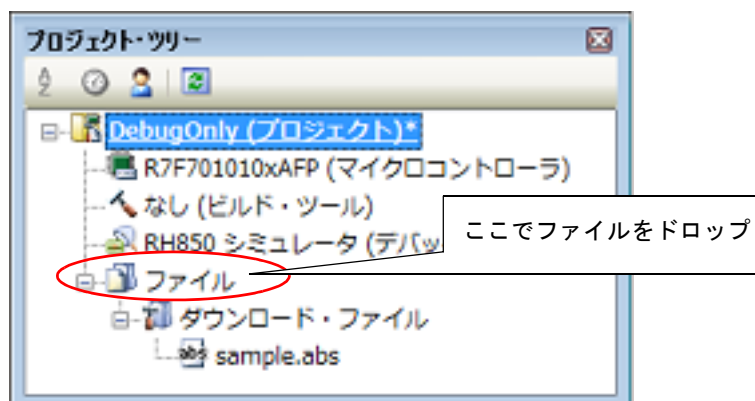 プロジェクト・ツリー
DebugOnly (プロジェクト)*
R7F701010xAFP (マイクロコントローラ)
なし (ビルド・ツール)
RH850 シミュレータ (デバッ
ここでファイルをドロップ
ファイル
ダウンロード・ファイル
abs sample.abs